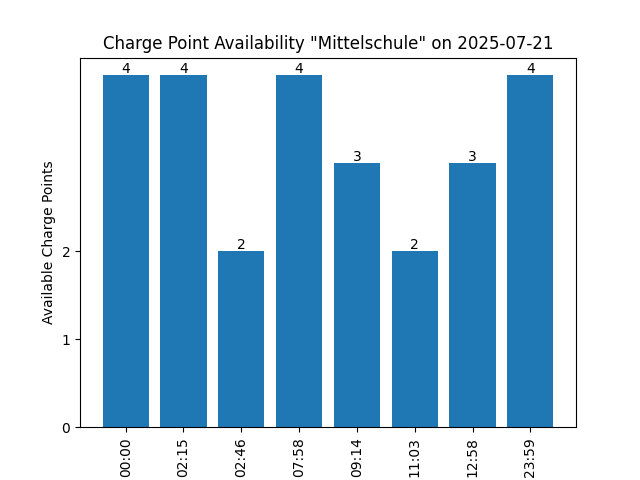 Charge Point Availability "Mittelschule" on 2025-07-21
4 4 2 4 3 2 3 4
Available Charge Points
2
1
0
00:00 02:15 02:46 07:58 09:14 11:03 12:58 23:59